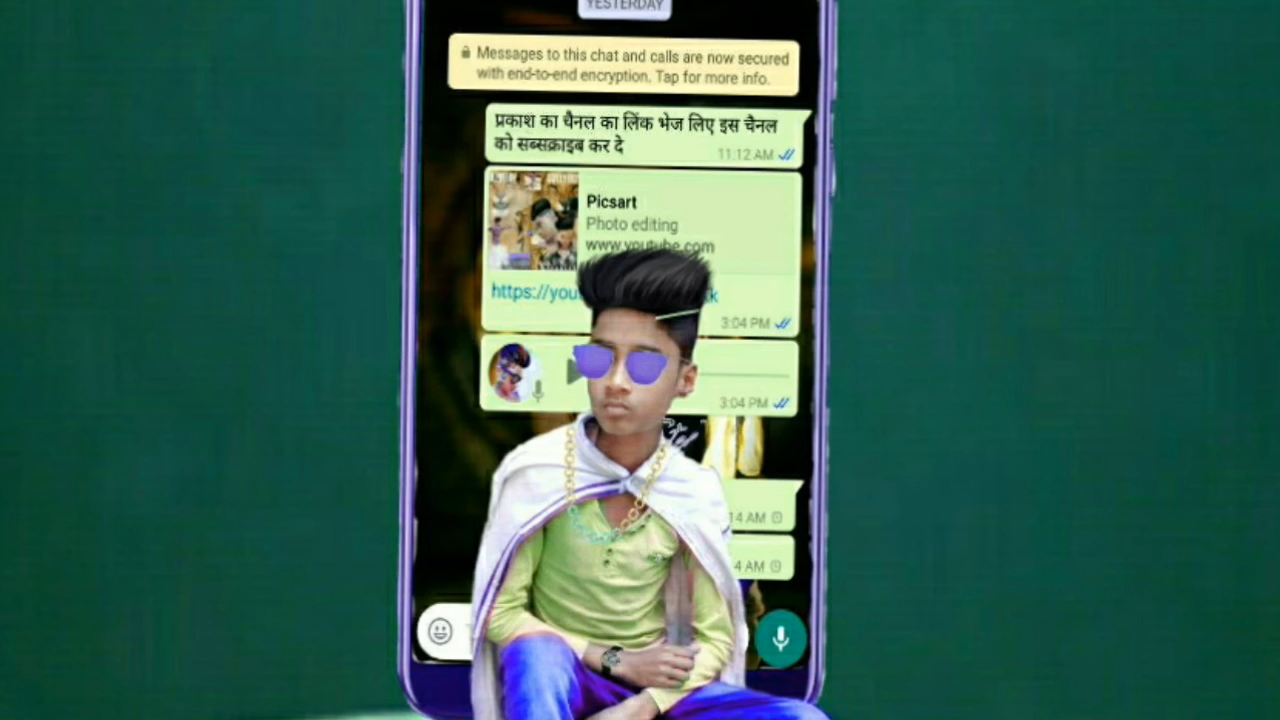 YESTERDAY
Messages to this chat and calls are now secured
with end-to-end encryption. Tap for more info.
प्रकाश का चैनल का लिंक भेज लिए इस चैनल
को सब्सक्राइब कर दे
11:12 AM
Picsart
Photo editing
www.youtube.com
https://you
3:04 PM
3:04 PM
14 AM
4 AM